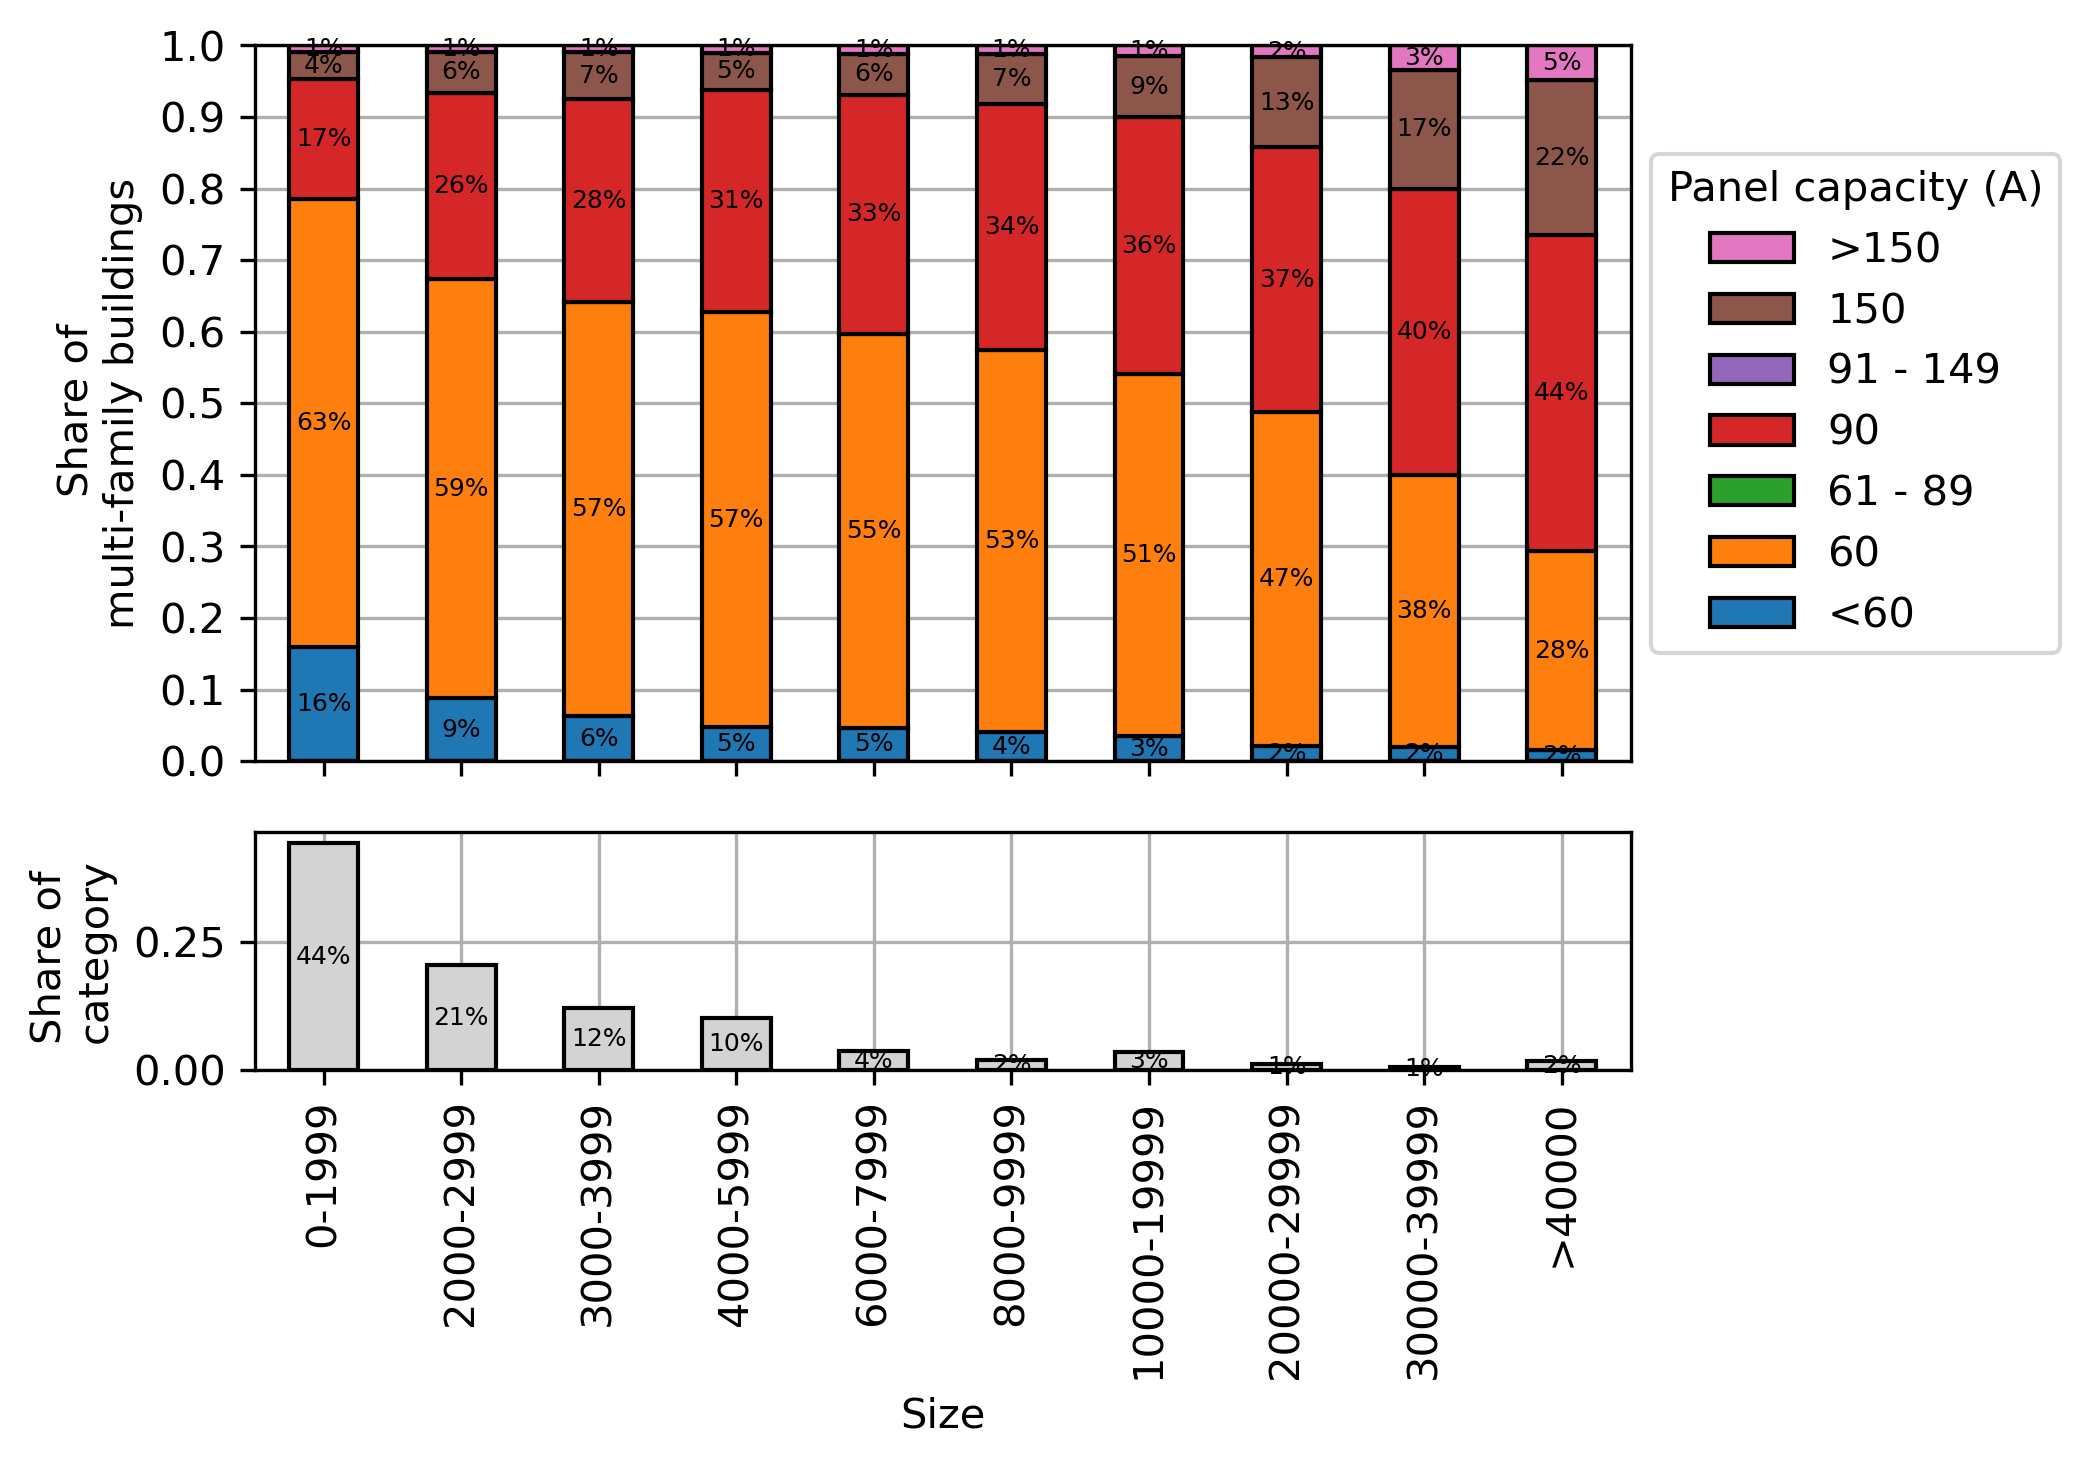 1.0
0.9
0.8
0.7
0.6
0.5
0.4
0.3
0.2
0.1
0.0
Share of
multi-family buildings
1% 1% 1% 1% 1% 1% 1% 2% 3% 5%
4% 6% 7% 5% 6% 7% 9% 13% 17% 22%
17% 26% 28% 31% 33% 34% 36% 37% 40% 44%
63% 59% 57% 57% 55% 53% 51% 47% 38% 28%
16% 9% 6% 5% 5% 4% 3% 2% 2% 2%
Panel capacity (A)
>150
150
91 - 149
90
61 - 89
60
<60
Share of
category
0.25
0.00
44% 21% 12% 10% 4% 2% 3% 1% 1% 2%
0-1999
2000-2999
3000-3999
4000-5999
6000-7999
8000-9999
10000-19999
20000-29999
30000-39999
>40000
Size